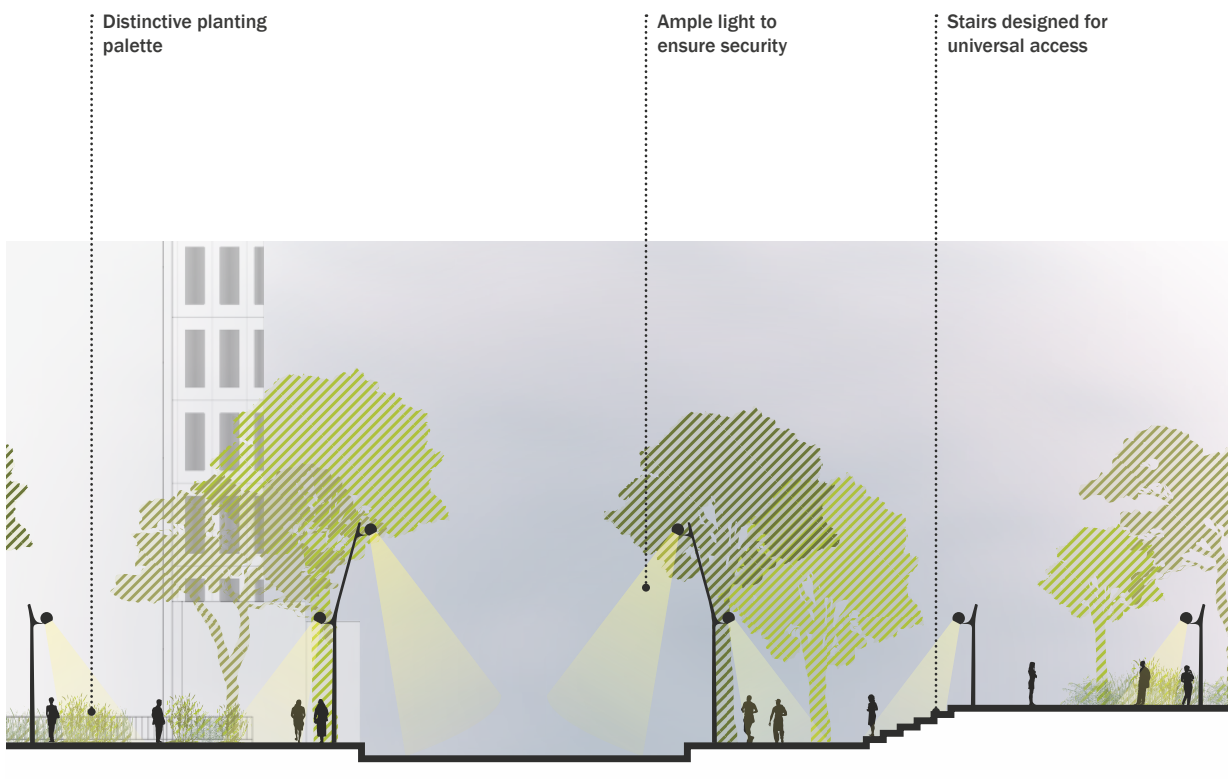 Distinctive planting
palette
Ample light to
ensure security
Stairs designed for
universal access